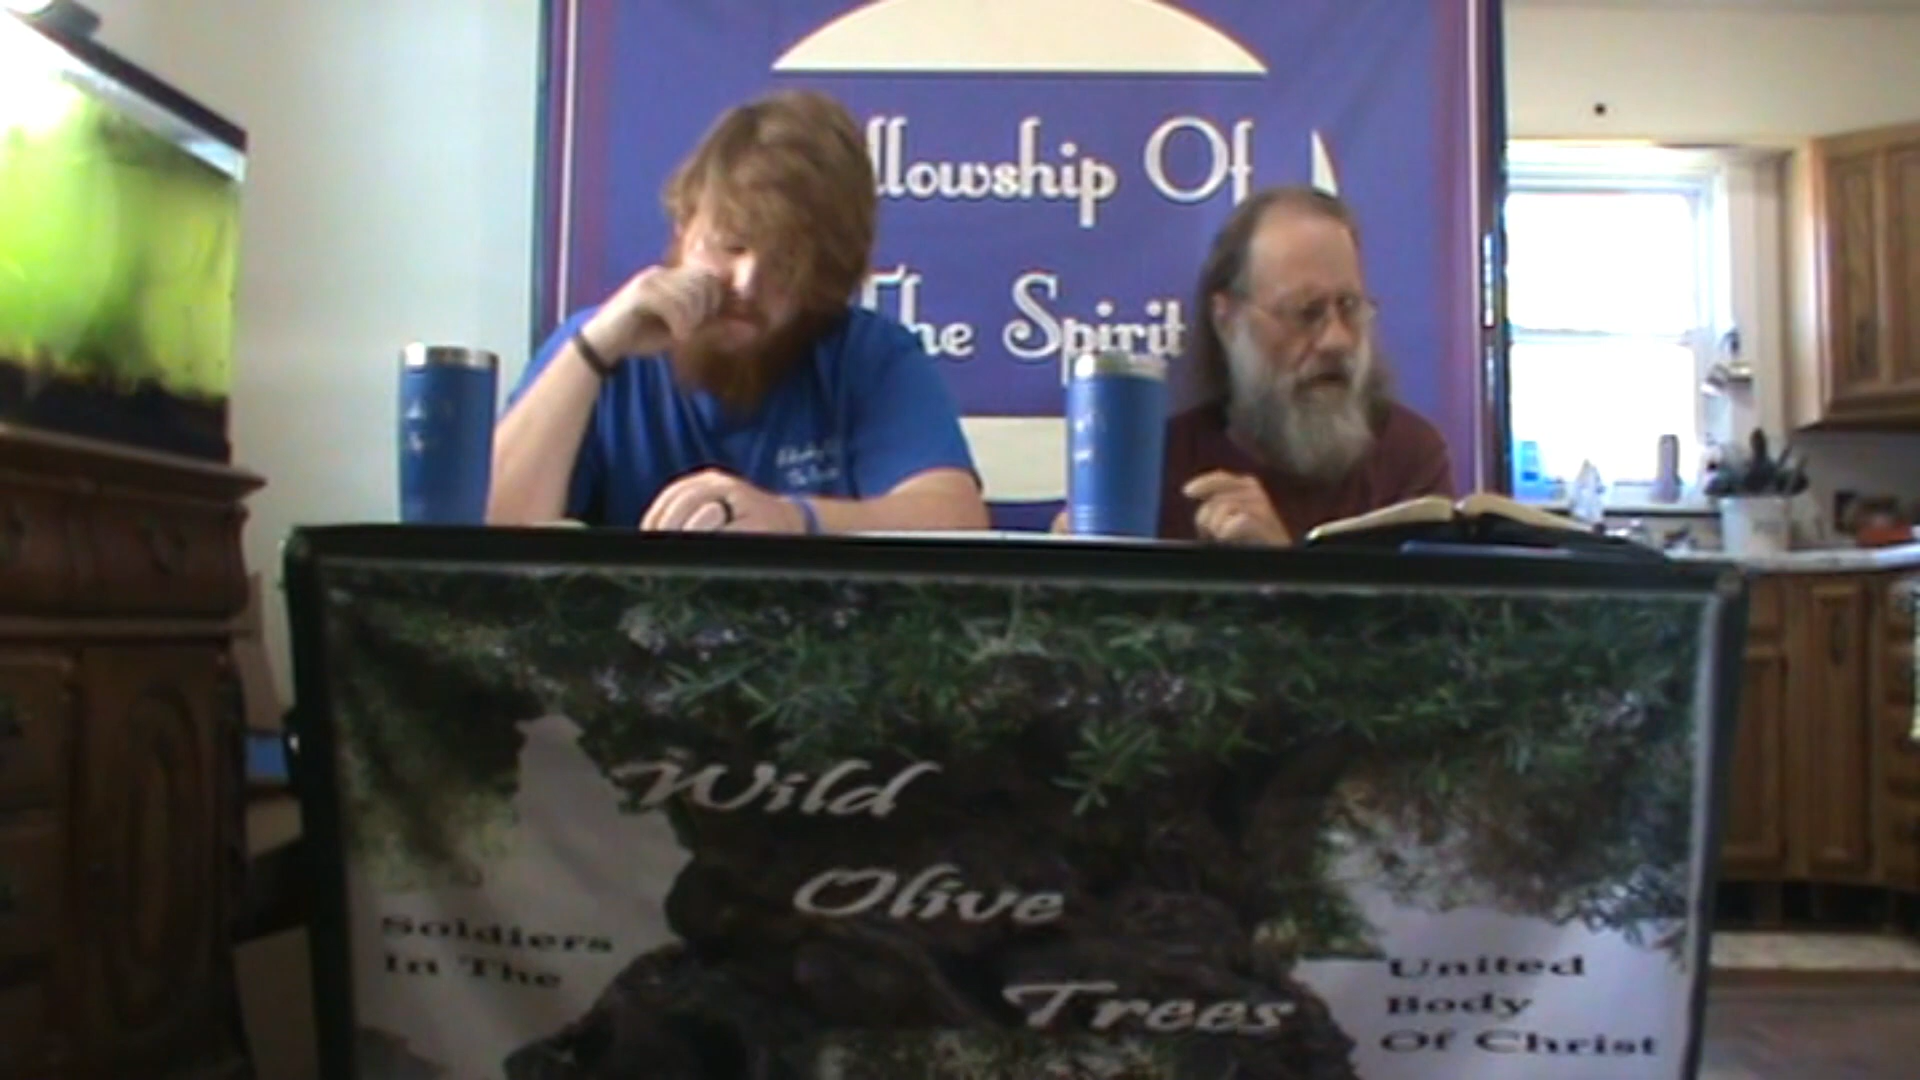 llowship Of
The Spirit
Wild
Olive
Trees
Soldiers
In The
United
Body
Of Christ